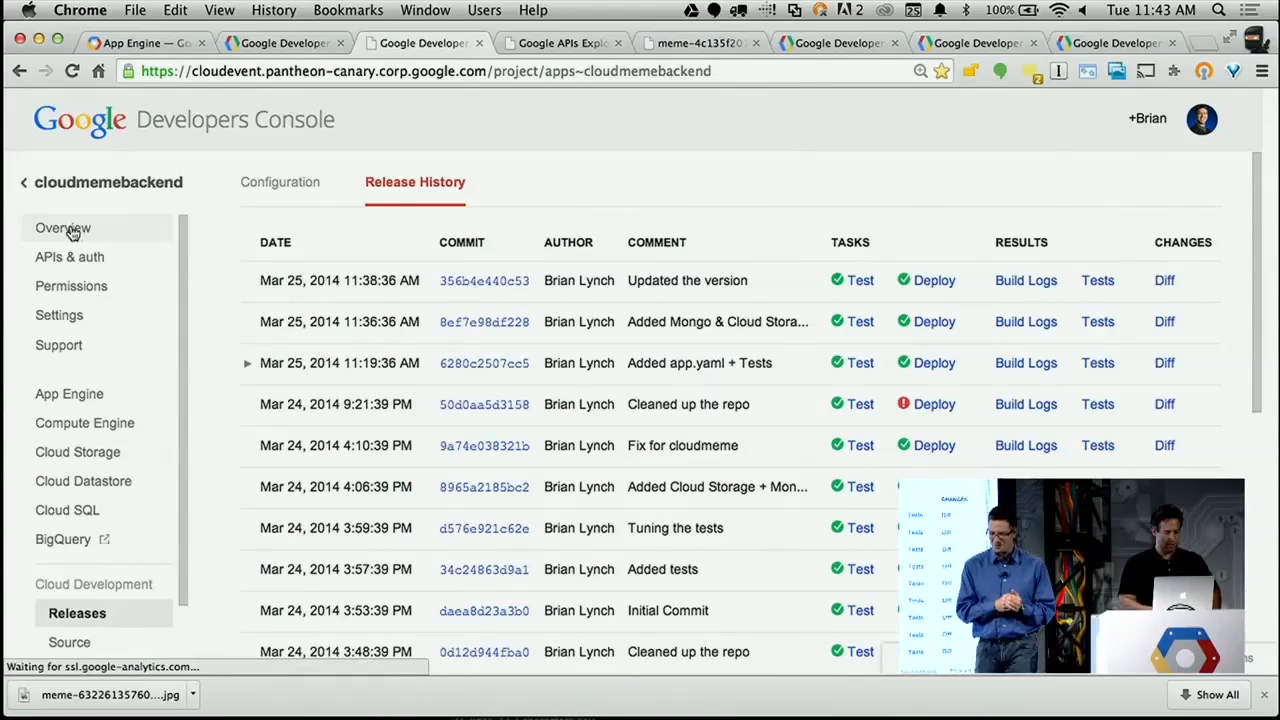 Chrome File Edit View History Bookmarks Window Users Help 2 25 100% Tue 11:43 AM
App Engine — Go Google Developer Google Developer Google APIs Explo meme-4c135f20 Google Developer Google Developer Google Developer
https://cloudevent.pantheon-canary.corp.google.com/project/apps~cloudmemebackend
Google Developers Console +Brian
cloudmemebackend Configuration Release History
Overview
APIs & auth
Permissions
Settings
Support
App Engine
Compute Engine
Cloud Storage
Cloud Datastore
Cloud SQL
BigQuery
Cloud Development
Releases
Source
DATE COMMIT AUTHOR COMMENT TASKS RESULTS CHANGES
Mar 25, 2014 11:38:36 AM 356b4e440c53 Brian Lynch Updated the version Test Deploy Build Logs Tests Diff
Mar 25, 2014 11:36:36 AM 8ef7e98df228 Brian Lynch Added Mongo & Cloud Stora... Test Deploy Build Logs Tests Diff
Mar 25, 2014 11:19:36 AM 6280c2507cc5 Brian Lynch Added app.yaml + Tests Test Deploy Build Logs Tests Diff
Mar 24, 2014 9:21:39 PM 50d0aa5d3158 Brian Lynch Cleaned up the repo Test Deploy Build Logs Tests Diff
Mar 24, 2014 4:10:39 PM 9a74e038321b Brian Lynch Fix for cloudmeme Test Deploy Build Logs Tests Diff
Mar 24, 2014 4:06:39 PM 8965a2185bc2 Brian Lynch Added Cloud Storage + Mon... Test
Mar 24, 2014 3:59:39 PM d576e921c62e Brian Lynch Tuning the tests Test
Mar 24, 2014 3:57:39 PM 34c24863d9a1 Brian Lynch Added tests Test
Mar 24, 2014 3:53:39 PM daea8d23a3b0 Brian Lynch Initial Commit Test
Mar 24, 2014 3:48:39 PM 0d12d944fba0 Brian Lynch Cleaned up the repo Test
CHANGES
Waiting for ssl.google-analytics.com...
meme-63226135760....jpg Show All